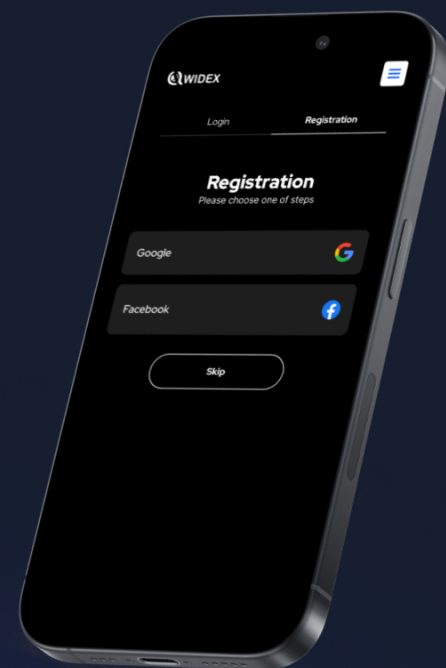 WIDEX
Login
Registration
Registration
Please choose one of steps
Google
Facebook
Skip